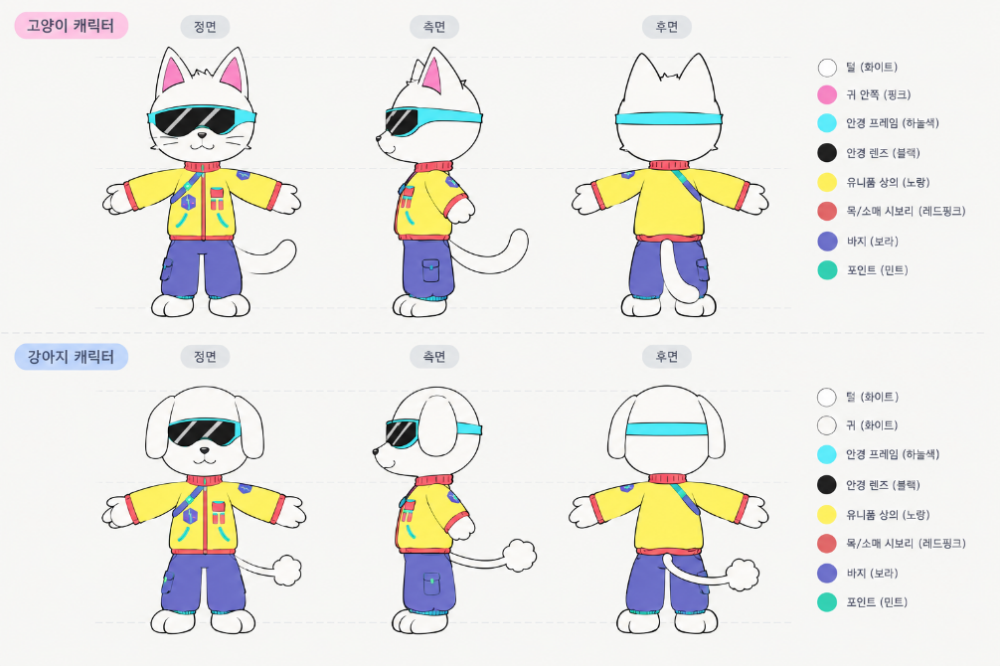 고양이 캐릭터
정면
측면
후면
털 (화이트)
귀 안쪽 (핑크)
안경 프레임 (하늘색)
안경 렌즈 (블랙)
유니폼 상의 (노랑)
목/소매 시보리 (레드핑크)
바지 (보라)
포인트 (민트)
강아지 캐릭터
정면
측면
후면
털 (화이트)
귀 (화이트)
안경 프레임 (하늘색)
안경 렌즈 (블랙)
유니폼 상의 (노랑)
목/소매 시보리 (레드핑크)
바지 (보라)
포인트 (민트)